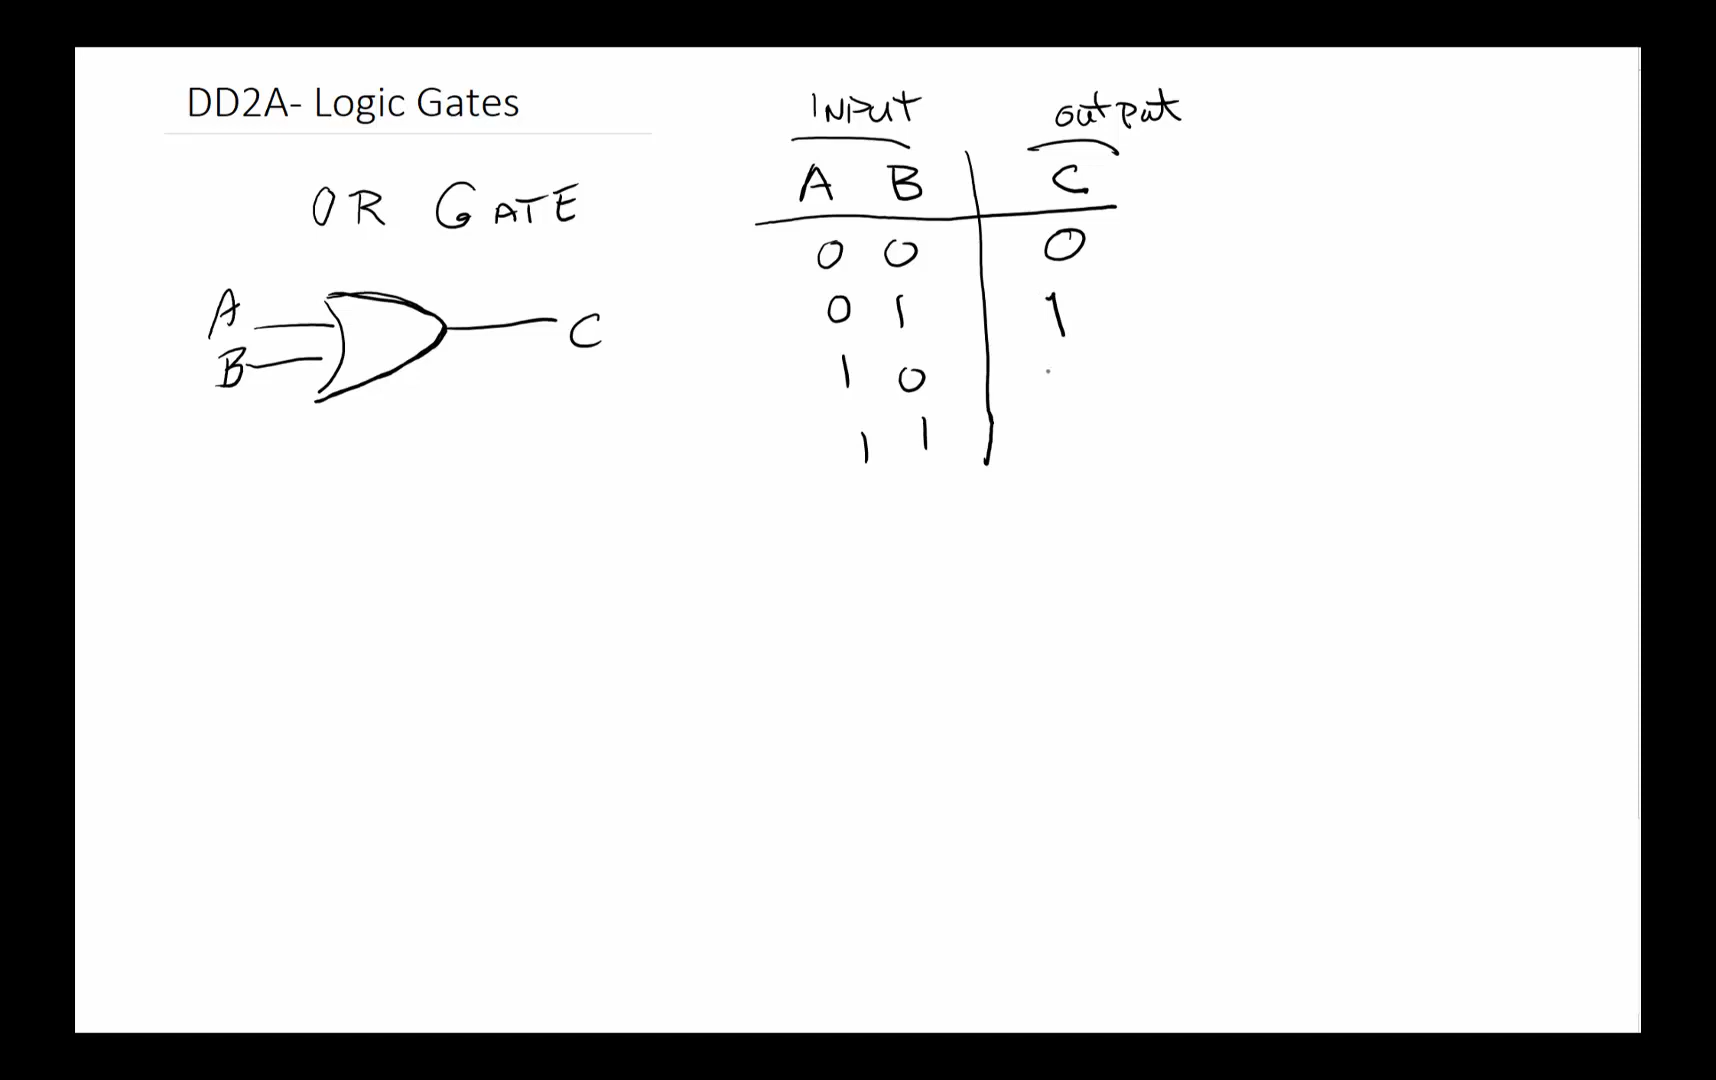 DD2A- Logic Gates
OR GATE
A
B
C
INPUT output
A B C
0 0 0
0 1 1
1 0
1 1